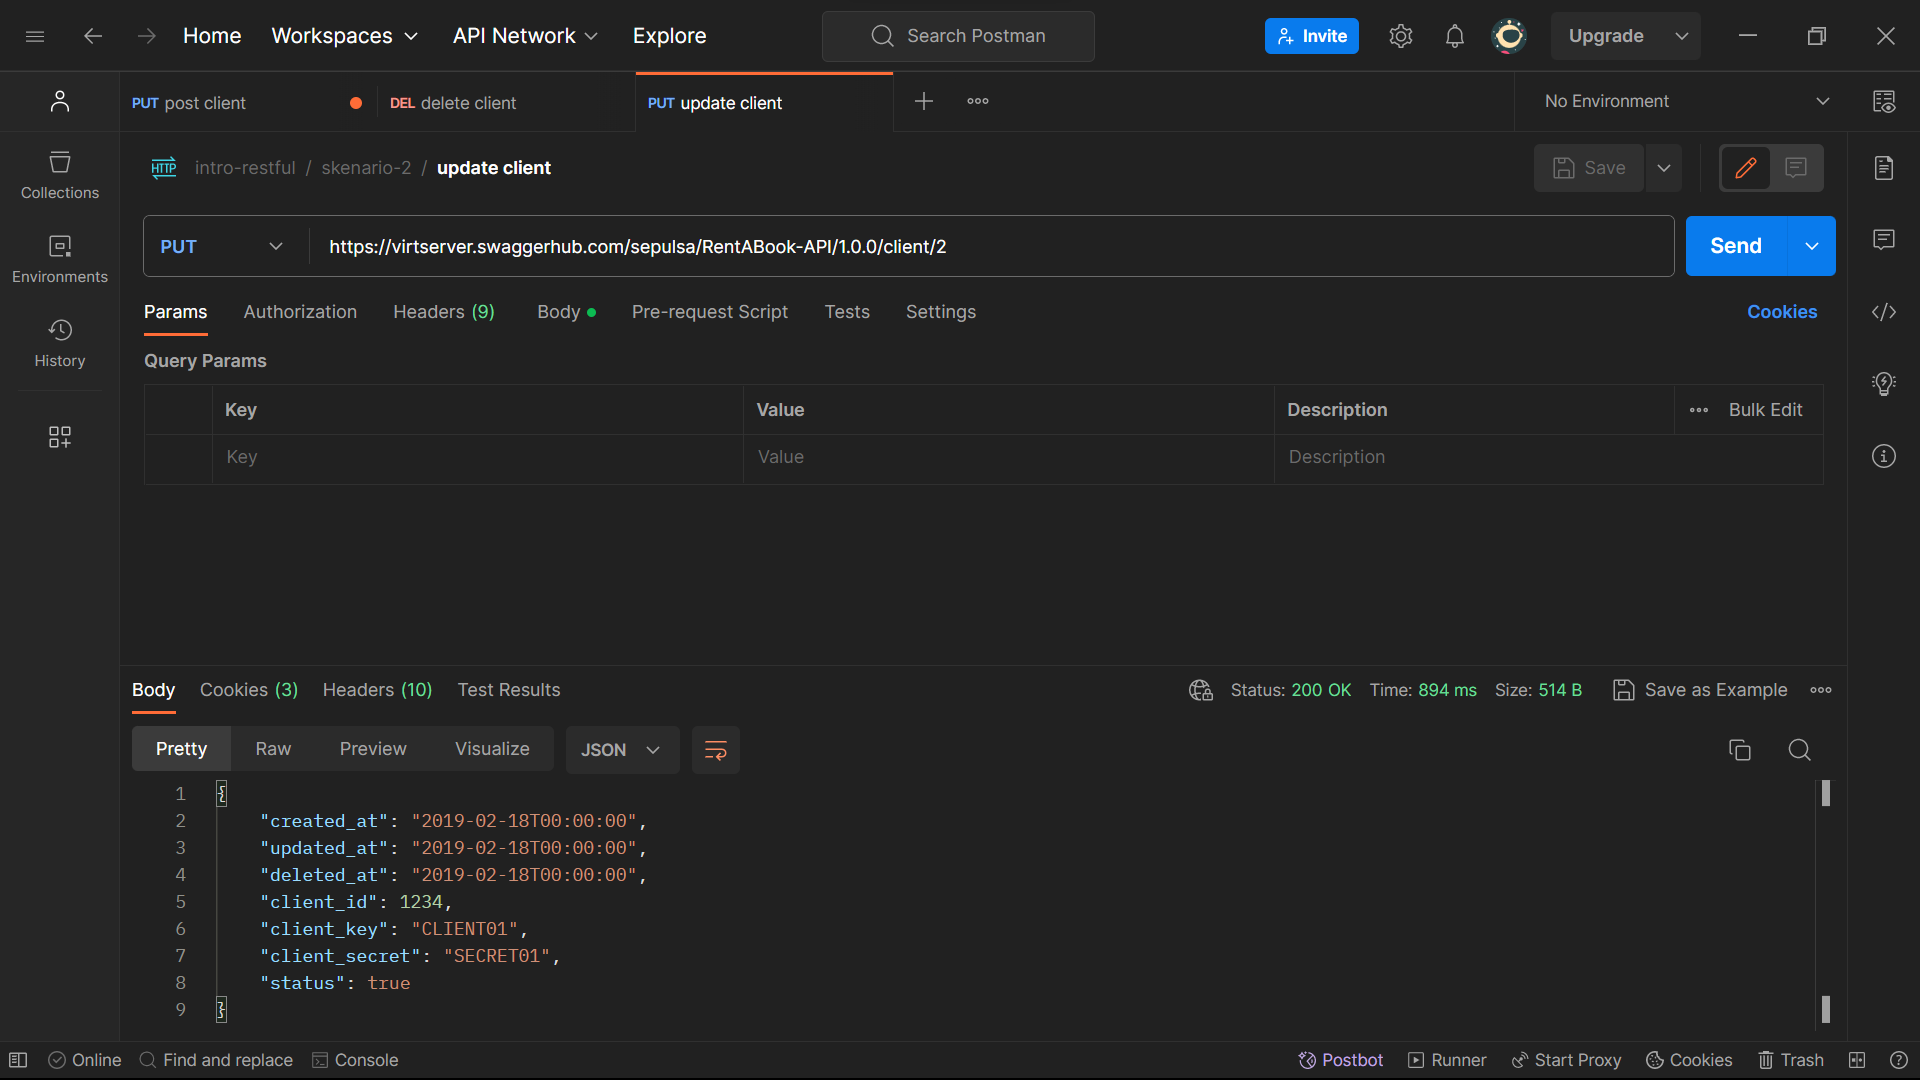 Home Workspaces API Network Explore Search Postman Invite Upgrade
PUT post client DEL delete client PUT update client No Environment
HTTP intro-restful / skenario-2 / update client Save
Collections
PUT https://virtserver.swaggerhub.com/sepulsa/RentABook-API/1.0.0/client/2 Send
Environments
Params Authorization Headers (9) Body Pre-request Script Tests Settings Cookies
History
Query Params
Key Value Description Bulk Edit
Key Value Description
Body Cookies (3) Headers (10) Test Results Status: 200 OK Time: 894 ms Size: 514 B Save as Example
Pretty Raw Preview Visualize JSON
1 {
2 "created_at": "2019-02-18T00:00:00",
3 "updated_at": "2019-02-18T00:00:00",
4 "deleted_at": "2019-02-18T00:00:00",
5 "client_id": 1234,
6 "client_key": "CLIENT01",
7 "client_secret": "SECRET01",
8 "status": true
9 }
Online Find and replace Console Postbot Runner Start Proxy Cookies Trash